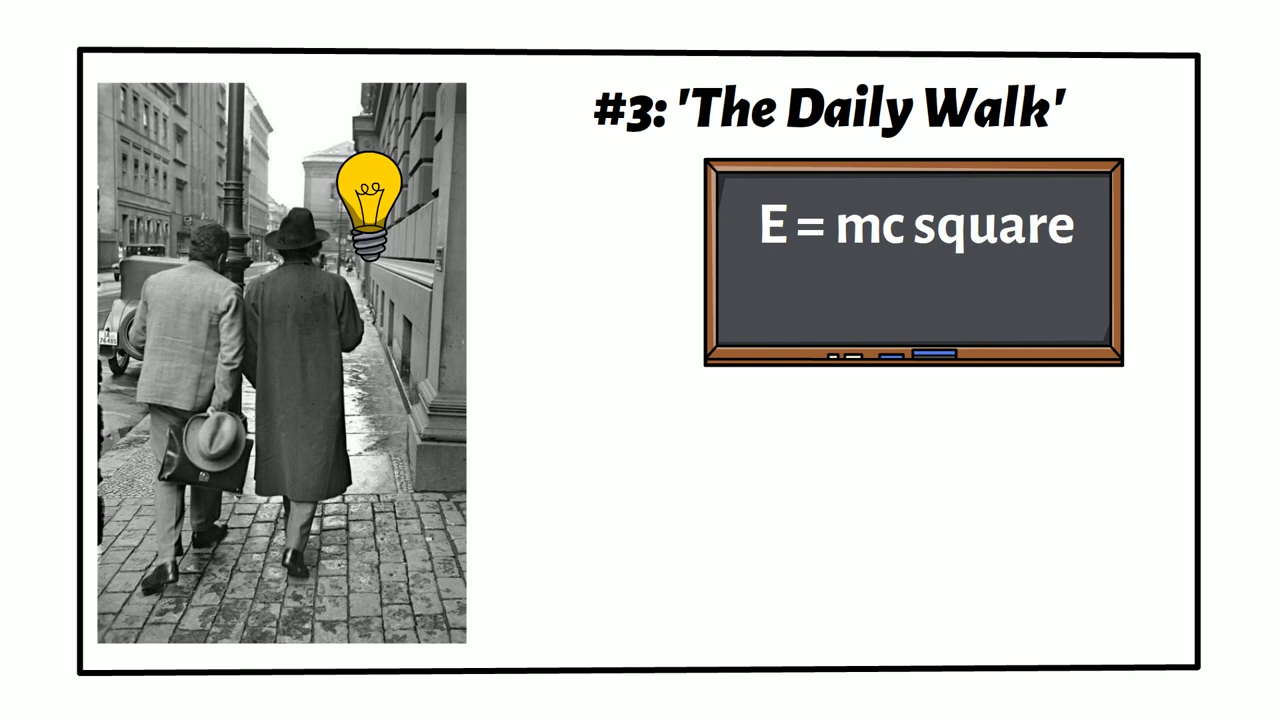 #3: 'The Daily Walk'
E = mc square